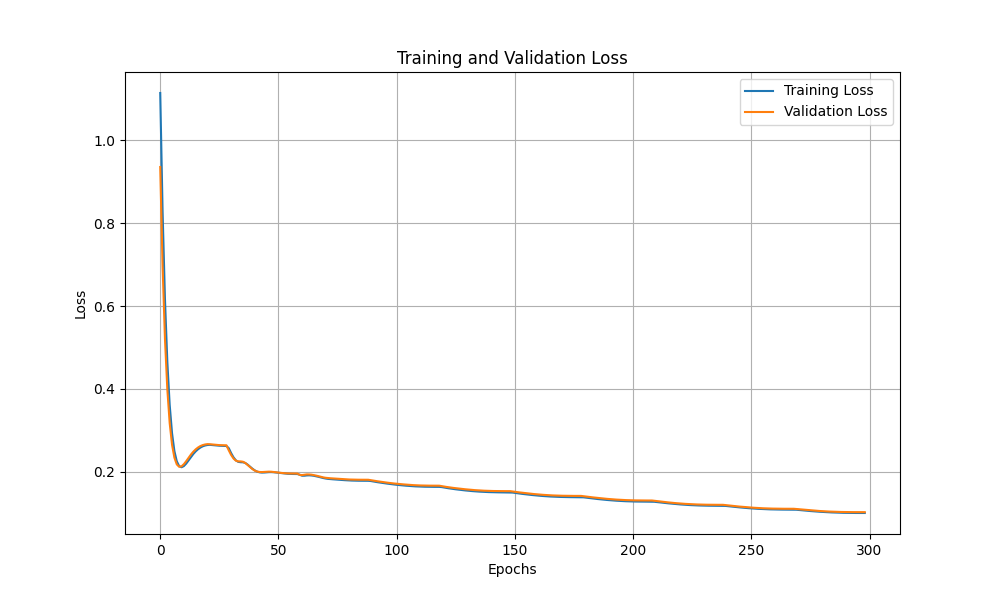 Training and Validation Loss
Training Loss
Validation Loss
1.0
0.8
0.6
0.4
0.2
Loss
0 50 100 150 200 250 300
Epochs